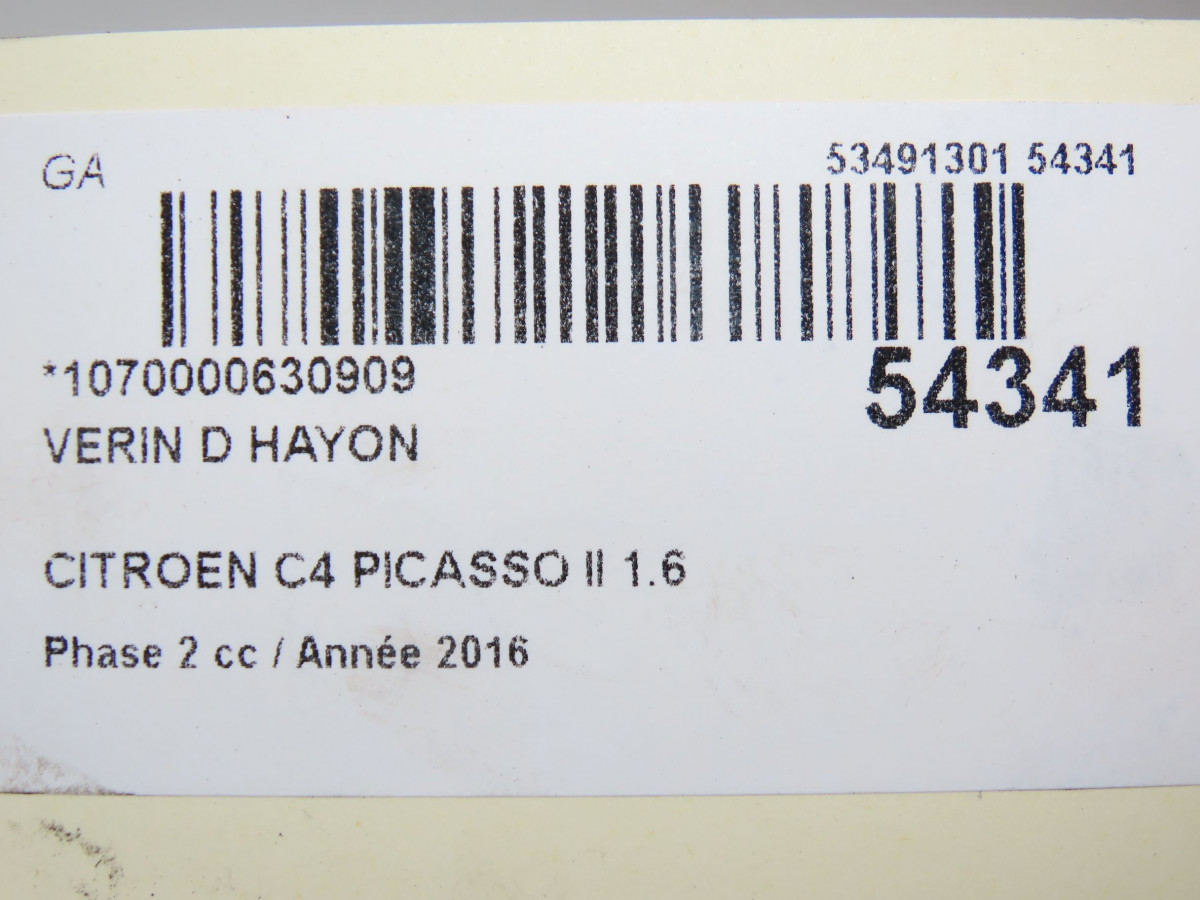 GA
53491301 54341
*1070000630909
54341
VERIN D HAYON
CITROEN C4 PICASSO II 1.6
Phase 2 cc / Année 2016